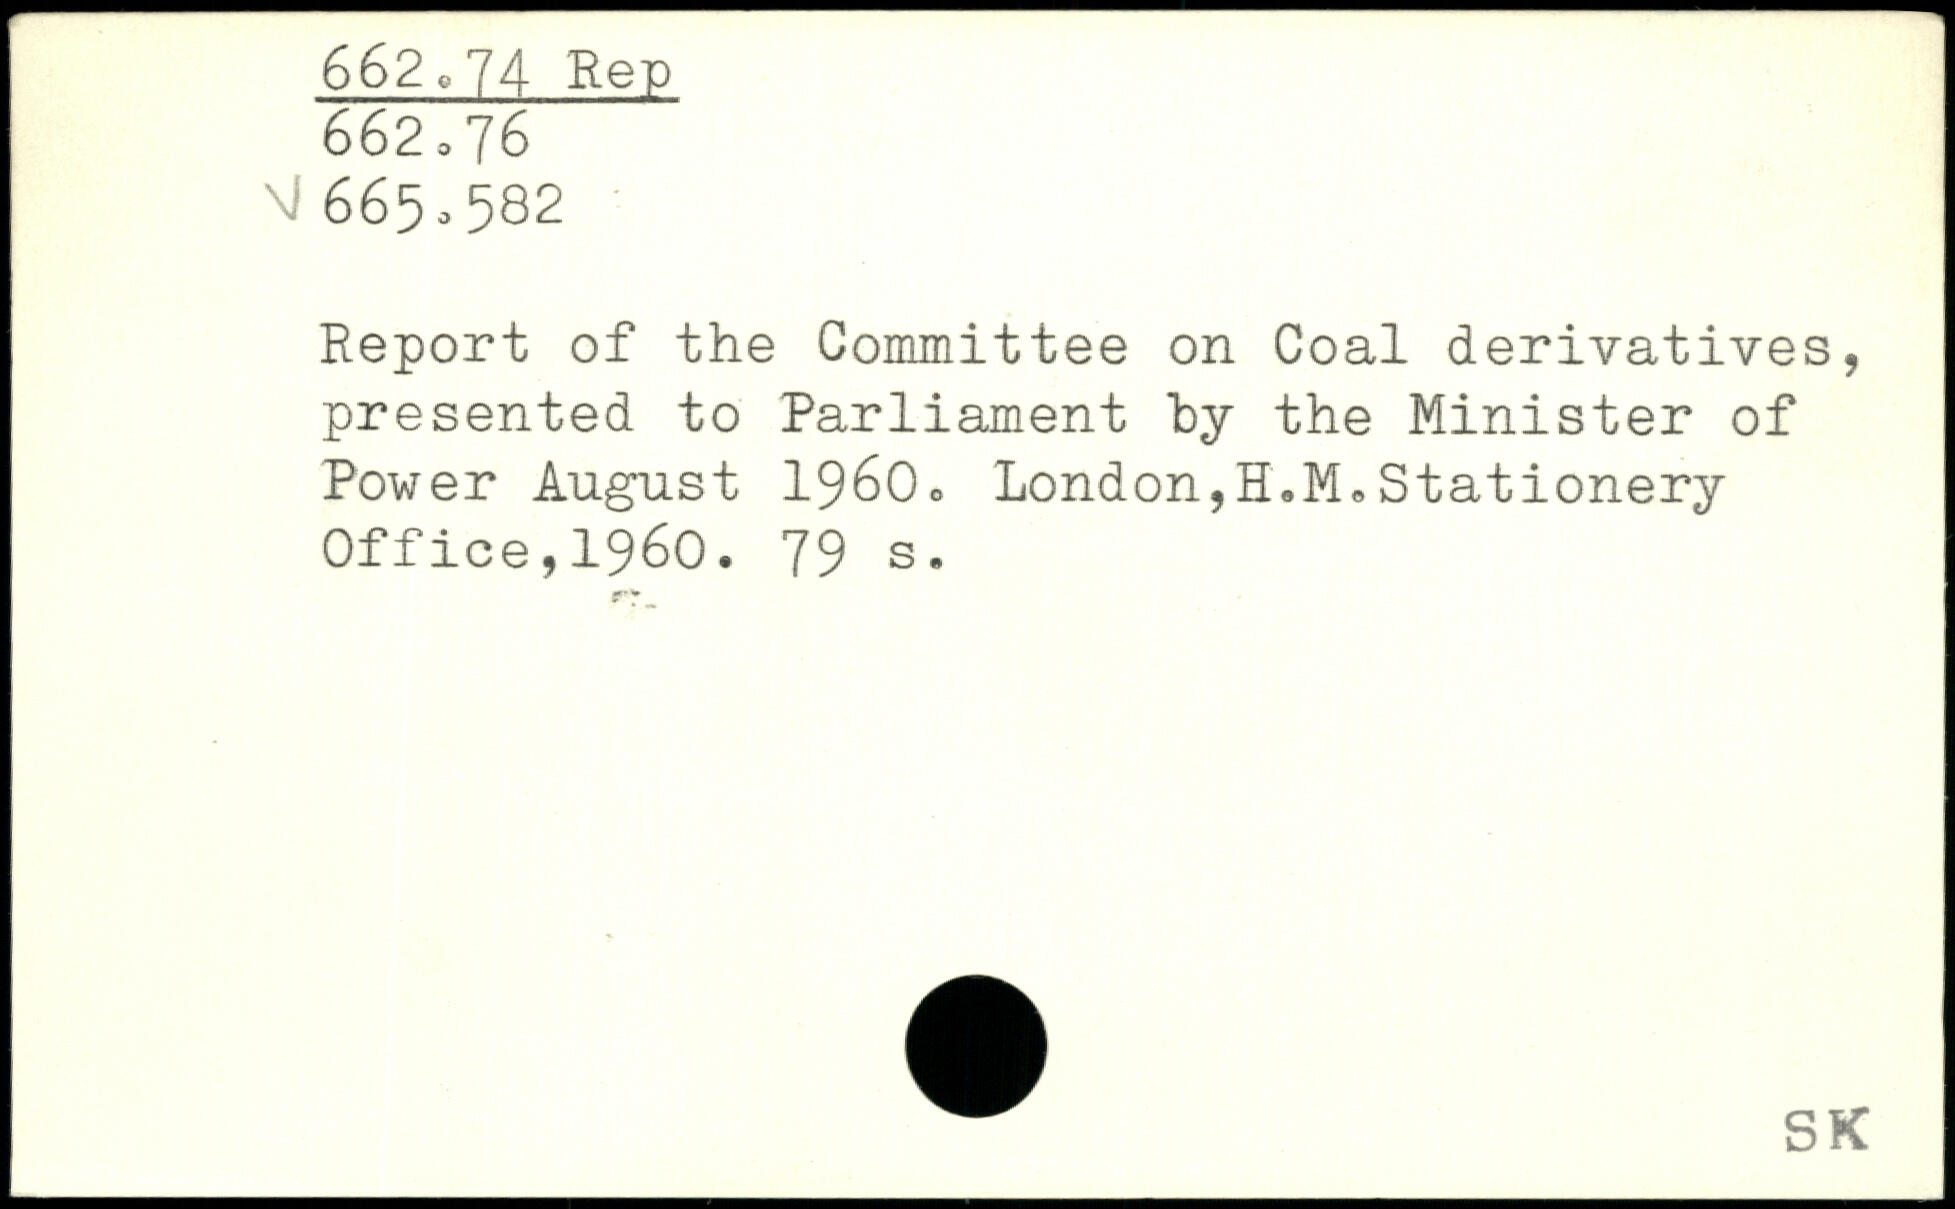 662.74 Rep
662.76
V 665.582
Report of the Committee on Coal derivatives,
presented to Parliament by the Minister of
Power August 1960. London,H.M.Stationery
Office,1960. 79 s.
SK